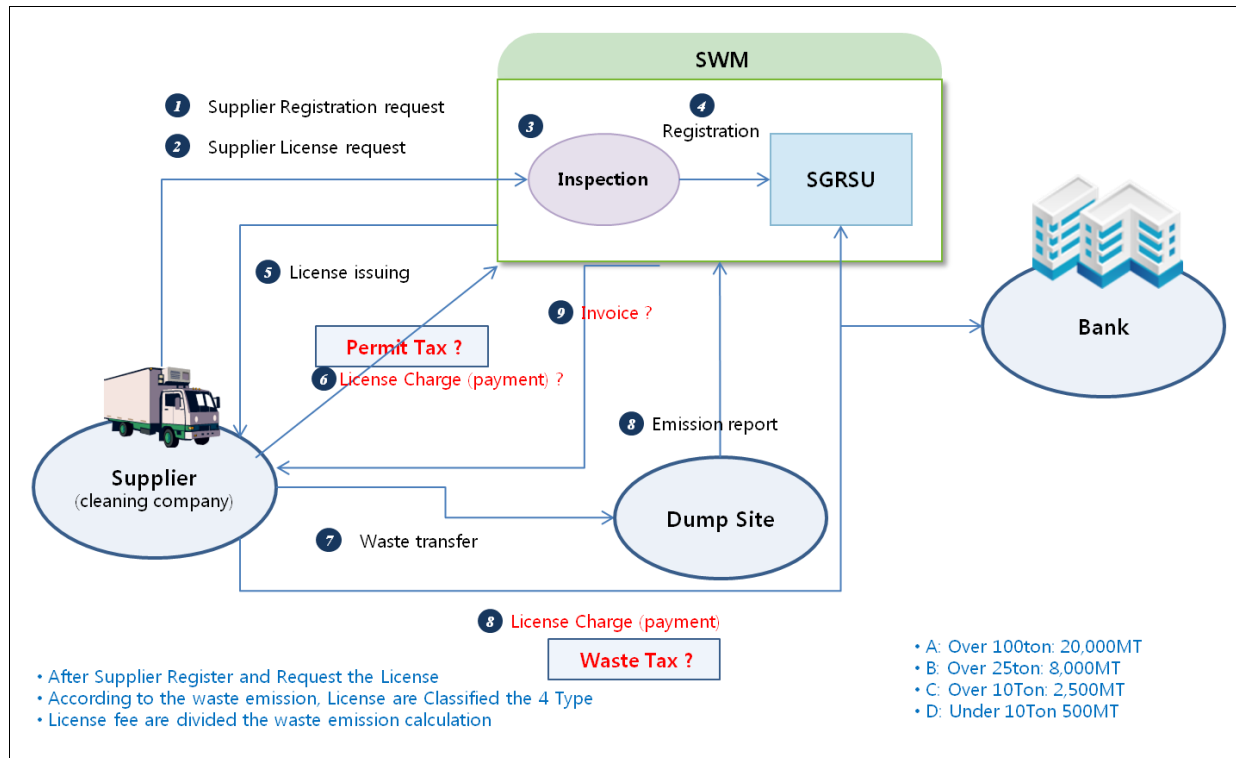 SWM
1 Supplier Registration request
2 Supplier License request
3
4
Registration
Inspection
SGRSU
5 License issuing
9 Invoice ?
Permit Tax ?
6 License Charge (payment) ?
Bank
8 Emission report
Supplier
(cleaning company)
Dump Site
7 Waste transfer
8 License Charge (payment)
Waste Tax ?
• After Supplier Register and Request the License
• According to the waste emission, License are Classified the 4 Type
• License fee are divided the waste emission calculation
• A: Over 100ton: 20,000MT
• B: Over 25ton: 8,000MT
• C: Over 10Ton: 2,500MT
• D: Under 10Ton 500MT